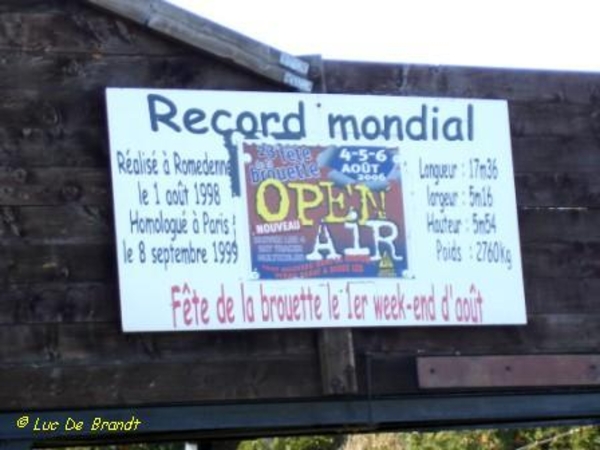 Record mondial
Réalisé à Romedenne
le 1 août 1998
Homologué à Paris
le 8 septembre 1999
brouette
4-5-6
AOÛT
2006
OPEN
NOUVEAU
AiR
Longueur : 17m36
largeur : 5m16
Hauteur : 5m54
Poids : 2760kg
Fête de la brouette le 1er week-end d'août
© Luc De Brandt